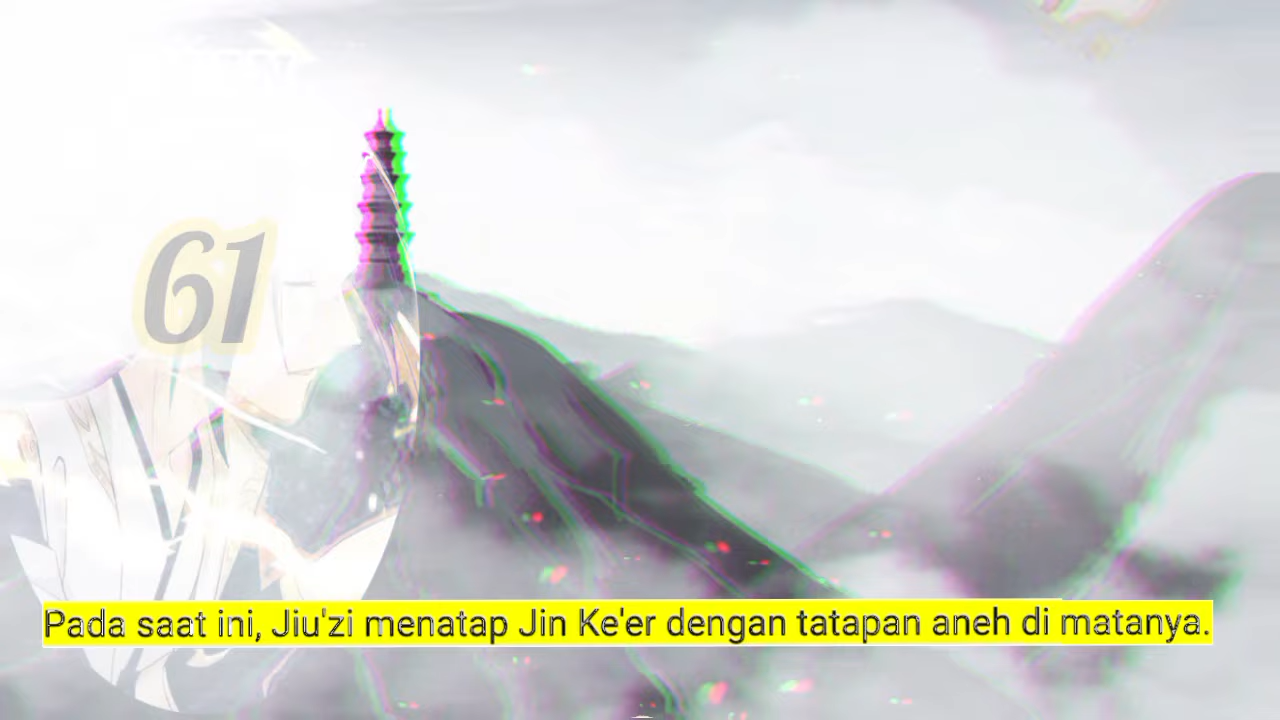 61
Pada saat ini, Jiu'zi menatap Jin Ke'er dengan tatapan aneh di matanya.